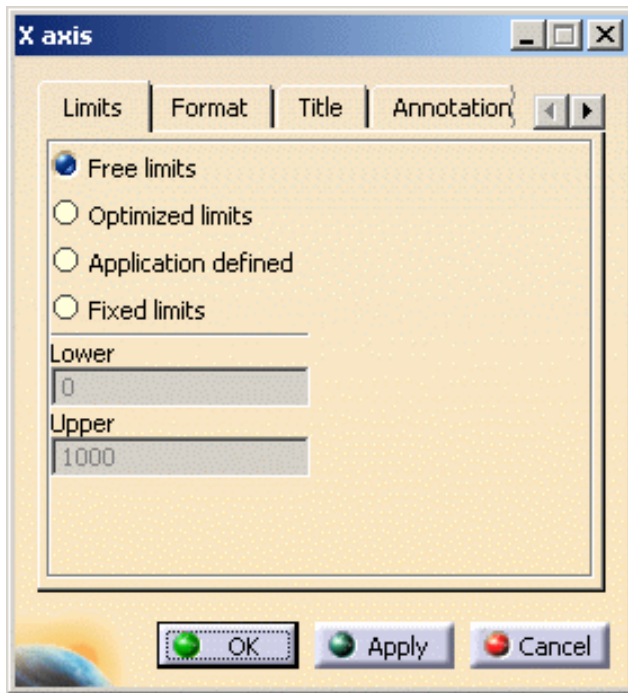 X axis
Limits Format Title Annotation
Free limits
Optimized limits
Application defined
Fixed limits
Lower
0
Upper
1000
OK Apply Cancel